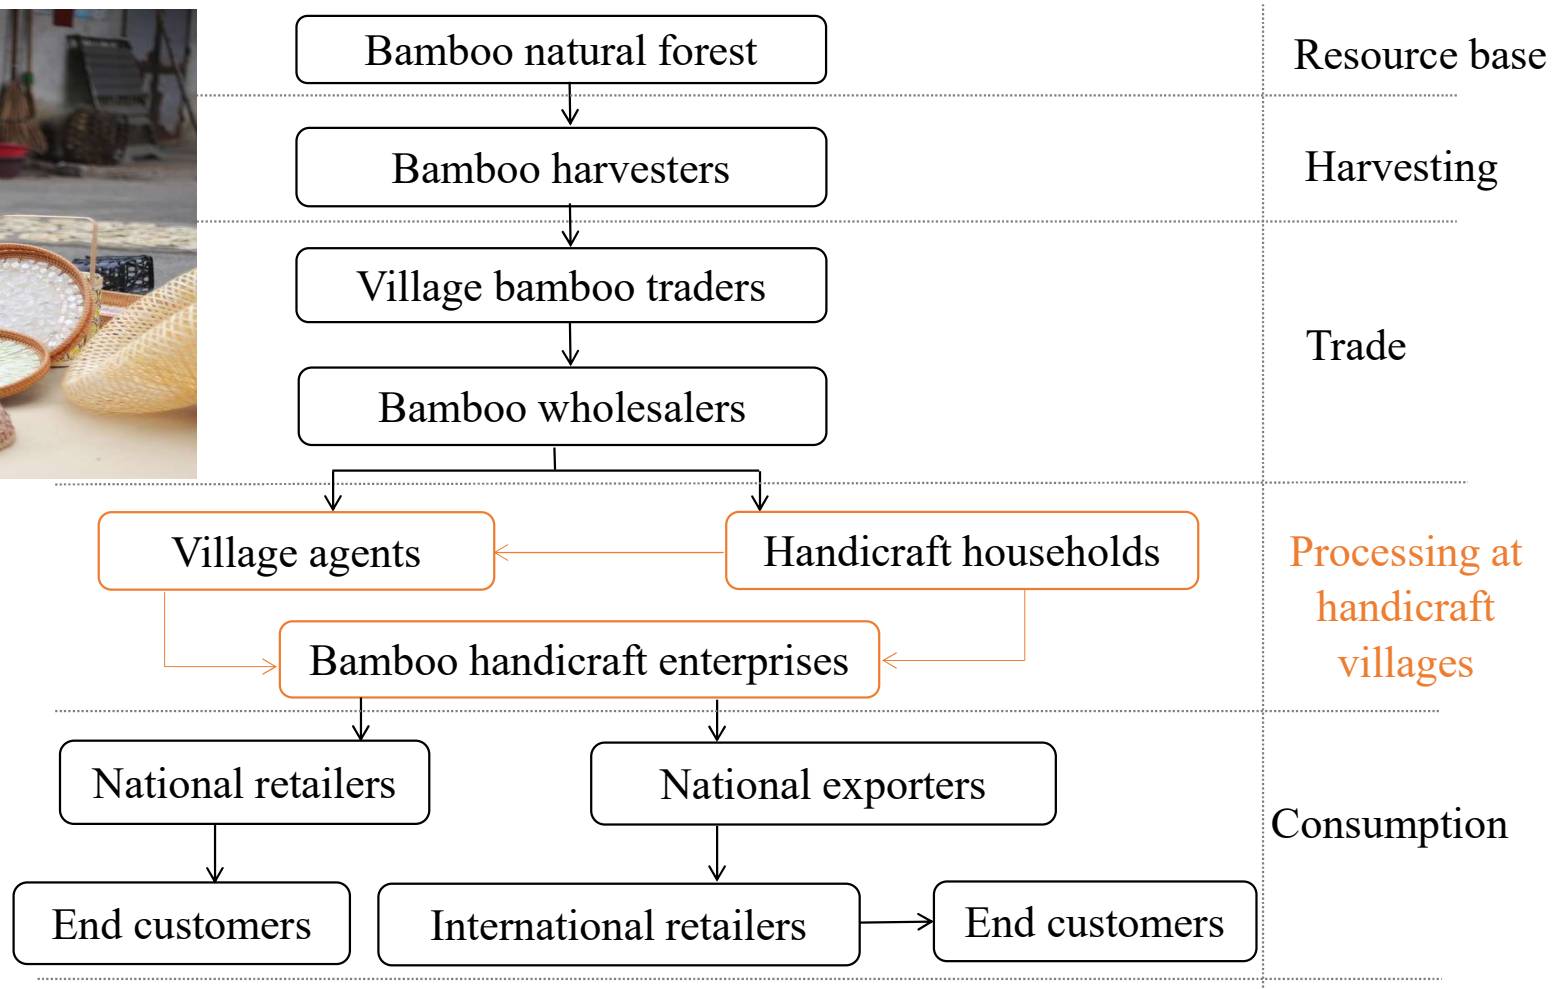 Bamboo natural forest
Resource base
Bamboo harvesters
Harvesting
Village bamboo traders
Trade
Bamboo wholesalers
Village agents
Handicraft households
Processing at
handicraft
villages
Bamboo handicraft enterprises
National retailers
National exporters
Consumption
End customers
International retailers
End customers